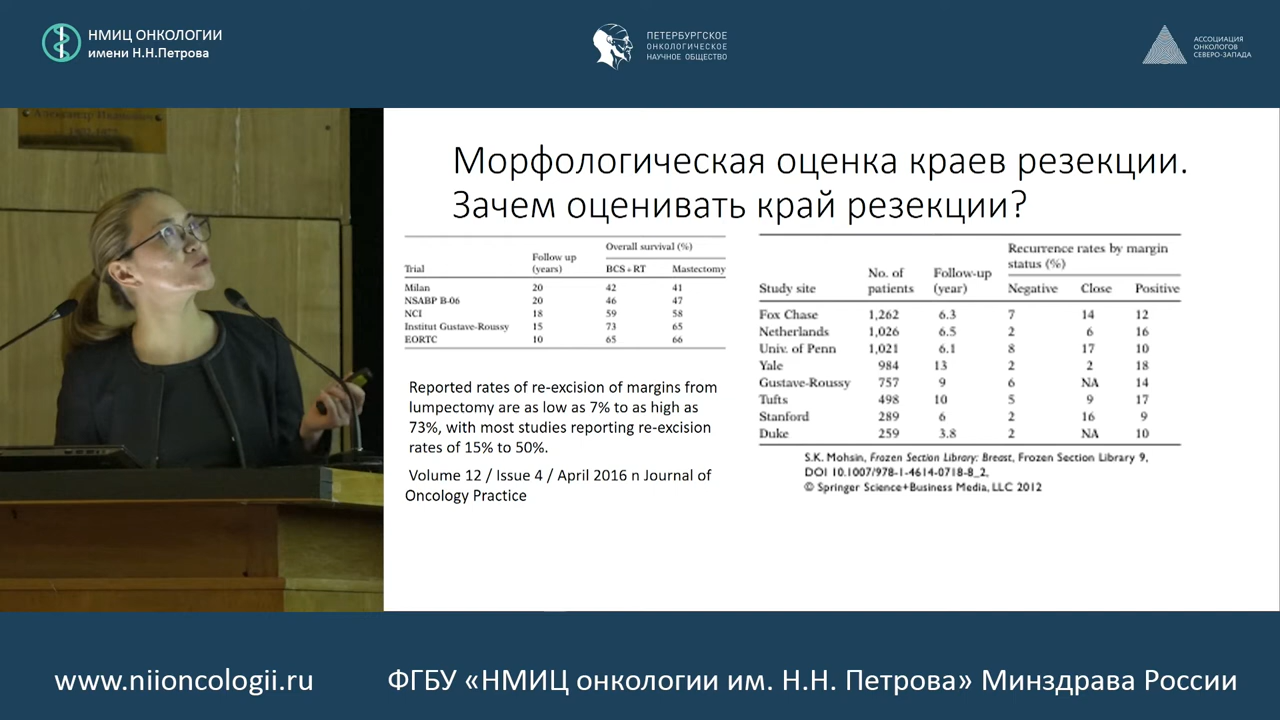 НМИЦ ОНКОЛОГИИ
имени Н.Н.Петрова
ПЕТЕРБУРГСКОЕ
ОНКОЛОГИЧЕСКОЕ
НАУЧНОЕ ОБЩЕСТВО
АССОЦИАЦИЯ
ОНКОЛОГОВ
СЕВЕРО-ЗАПАДА
Александр Иванович
Морфологическая оценка краев резекции.
Зачем оценивать край резекции?
Overall survival (%)
Follow up
Trial (years) BCS+RT Mastectomy
Milan 20 42 41
NSABP B-06 20 46 47
NCI 18 59 58
Institut Gustave-Roussy 15 73 65
EORTC 10 65 66
Reported rates of re-excision of margins from
lumpectomy are as low as 7% to as high as
73%, with most studies reporting re-excision
rates of 15% to 50%.
Volume 12 / Issue 4 / April 2016 n Journal of
Oncology Practice
Recurrence rates by margin
status (%)
No. of Follow-up
Study site patients (year) Negative Close Positive
Fox Chase 1,262 6.3 7 14 12
Netherlands 1,026 6.5 2 6 16
Univ. of Penn 1,021 6.1 8 17 10
Yale 984 13 2 2 18
Gustave-Roussy 757 9 6 NA 14
Tufts 498 10 5 9 17
Stanford 289 6 2 16 9
Duke 259 3.8 2 NA 10
S.K. Mohsin, Frozen Section Library: Breast, Frozen Section Library 9,
DOI 10.1007/978-1-4614-0718-8_2,
© Springer Science+Business Media, LLC 2012
www.niioncologii.ru
ФГБУ «НМИЦ онкологии им. Н.Н. Петрова» Минздрава России